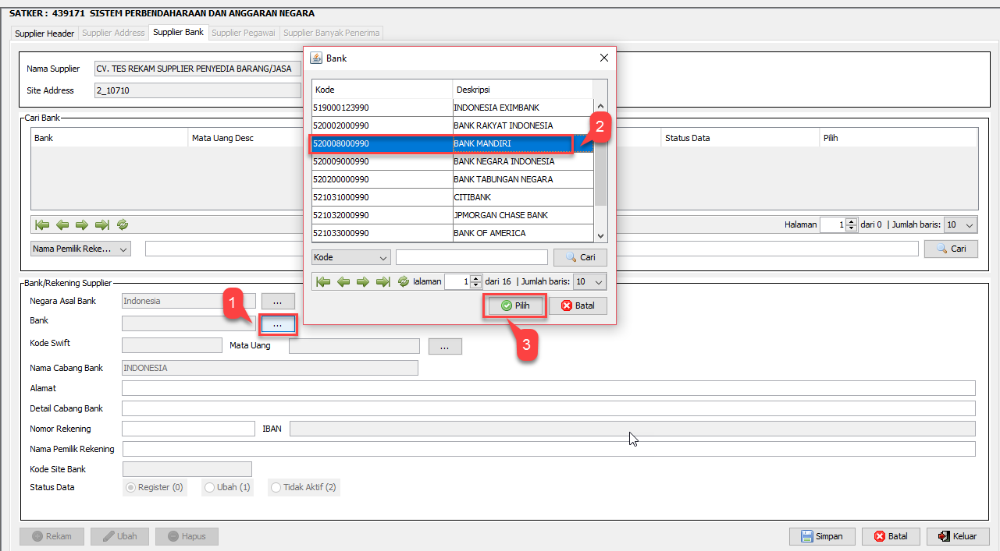 SATKER : 439171 SISTEM PERBENDAHARAAN DAN ANGGARAN NEGARA
Supplier Header Supplier Address Supplier Bank Supplier Pegawai Supplier Banyak Penerima
Nama Supplier CV. TES REKAM SUPPLIER PENYEDIA BARANG/JASA
Site Address 2_10710
Cari Bank
Bank Mata Uang Desc Status Data Pilih
Halaman 1 dari 0 | Jumlah baris: 10
Nama Pemilik Reke... Cari
Bank
Kode Deskripsi
519000123990 INDONESIA EXIMBANK
520002000990 BANK RAKYAT INDONESIA
2
520008000990 BANK MANDIRI
520009000990 BANK NEGARA INDONESIA
520200000990 BANK TABUNGAN NEGARA
521031000990 CITIBANK
521032000990 JPMORGAN CHASE BANK
521033000990 BANK OF AMERICA
Kode Cari
lalaman 1 dari 16 | Jumlah baris: 10
Pilih Batal
3
Bank/Rekening Supplier
Negara Asal Bank Indonesia ...
1
Bank ...
Kode Swift Mata Uang ...
Nama Cabang Bank INDONESIA
Alamat
Detail Cabang Bank
Nomor Rekening IBAN
Nama Pemilik Rekening
Kode Site Bank
Status Data Register (0) Ubah (1) Tidak Aktif (2)
Rekam Ubah Hapus Simpan Batal Keluar